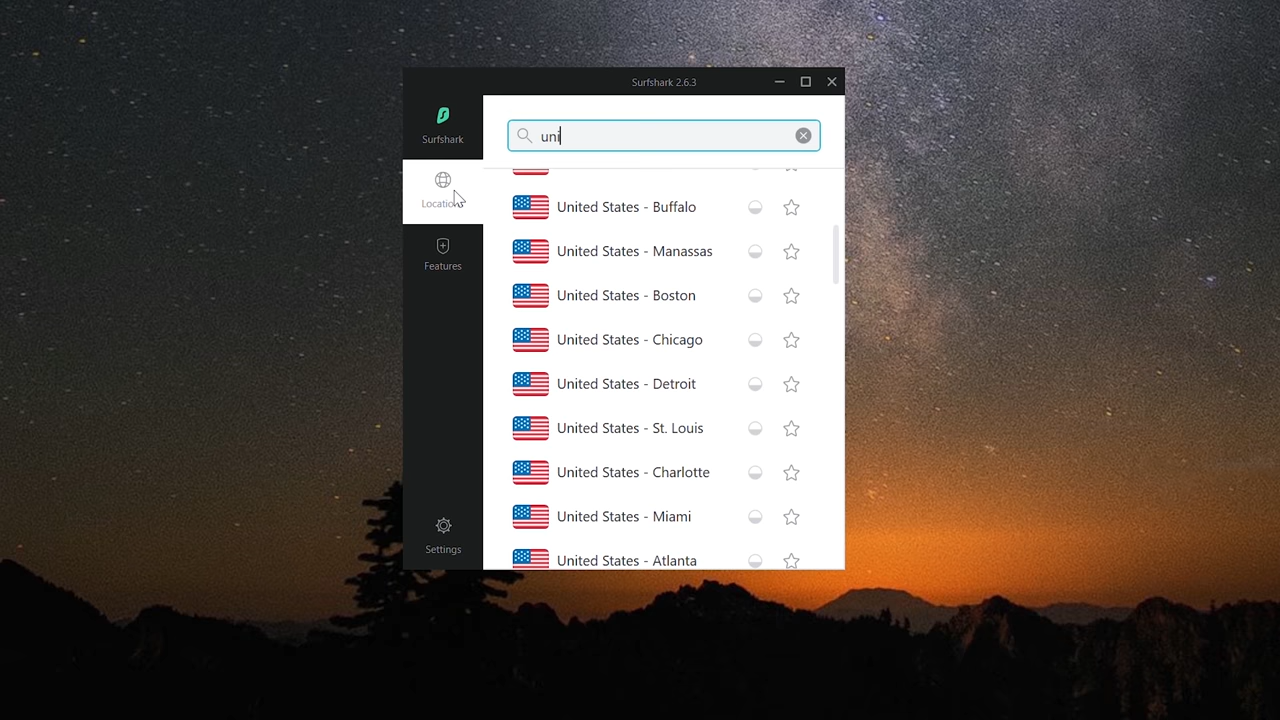 Surfshark 2.6.3
Surfshark
uni
Locations
Features
Settings
United States - Buffalo
United States - Manassas
United States - Boston
United States - Chicago
United States - Detroit
United States - St. Louis
United States - Charlotte
United States - Miami
United States - Atlanta